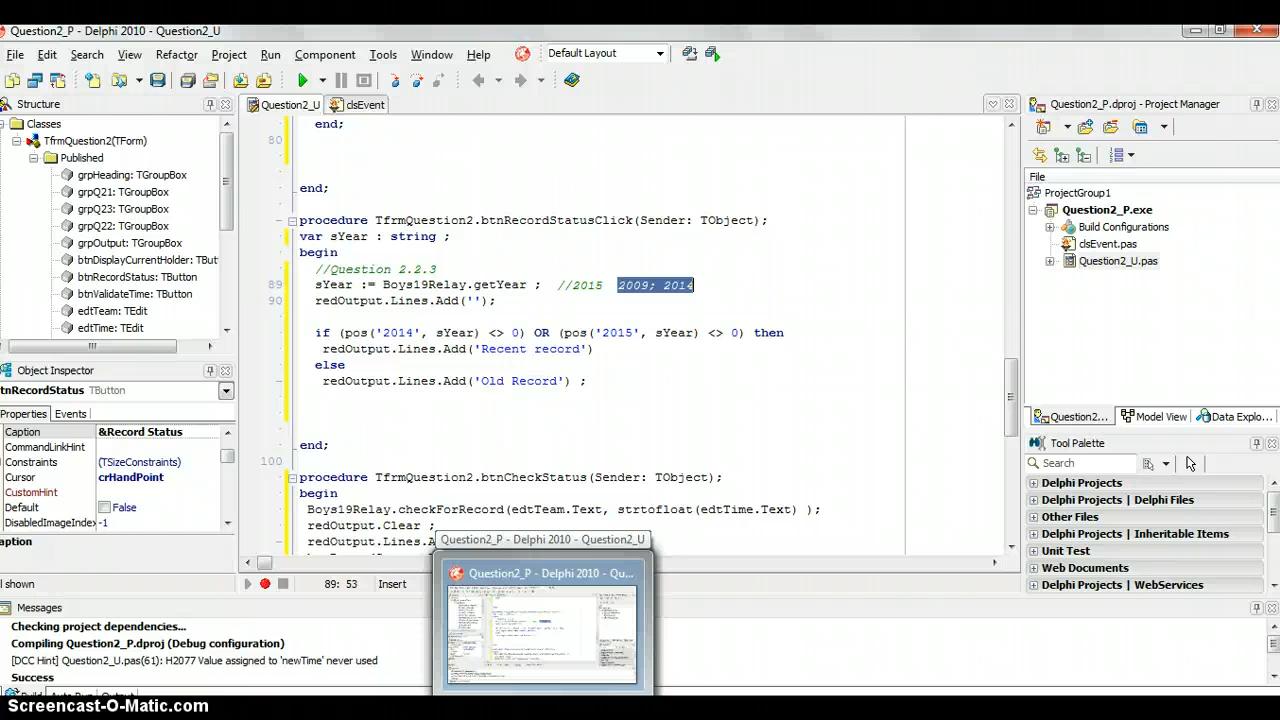 Question2_P - Delphi 2010 - Question2_U
File Edit Search View Refactor Project Run Component Tools Window Help Default Layout
Structure
Classes
TfrmQuestion2(TForm)
Published
grpHeading: TGroupBox
grpQ21: TGroupBox
grpQ23: TGroupBox
grpQ22: TGroupBox
grpOutput: TGroupBox
btnDisplayCurrentHolder: TBut
btnRecordStatus: TButton
btnValidateTime: TButton
edtTeam: TEdit
edtTime: TEdit
Object Inspector
tnRecordStatus TButton
Properties Events
Caption &Record Status
CommandLinkHint
Constraints (TSizeConstraints)
Cursor crHandPoint
CustomHint
Default False
DisabledImageIndex -1
aption
l shown
Question2_U clsEvent
end;
80
end;
procedure TfrmQuestion2.btnRecordStatusClick(Sender: TObject);
var sYear : string ;
begin
//Question 2.2.3
89 sYear := Boys19Relay.getYear ; //2015 2009; 2014
90 redOutput.Lines.Add('');
if (pos('2014', sYear) <> 0) OR (pos('2015', sYear) <> 0) then
redOutput.Lines.Add('Recent record')
else
redOutput.Lines.Add('Old Record') ;
end;
100
procedure TfrmQuestion2.btnCheckStatus(Sender: TObject);
begin
Boys19Relay.checkForRecord(edtTeam.Text, strtofloat(edtTime.Text) );
redOutput.Clear ;
redOutput.Lines.A
89: 53 Insert
Question2_P - Delphi 2010 - Question2_U
Question2_P - Delphi 2010 - Qu...
Question2_P.dproj - Project Manager
File
ProjectGroup1
Question2_P.exe
Build Configurations
clsEvent.pas
Question2_U.pas
Question2... Model View Data Explo...
Tool Palette
Search
Delphi Projects
Delphi Projects | Delphi Files
Other Files
Delphi Projects | Inheritable Items
Unit Test
Web Documents
Delphi Projects | WebServices
Messages
Checking project dependencies...
Compiling Question2_P.dproj (Debug configuration)
[DCC Hint] Question2_U.pas(61): H2077 Value assigned to 'newTime' never used
Success
Screencast-O-Matic.com